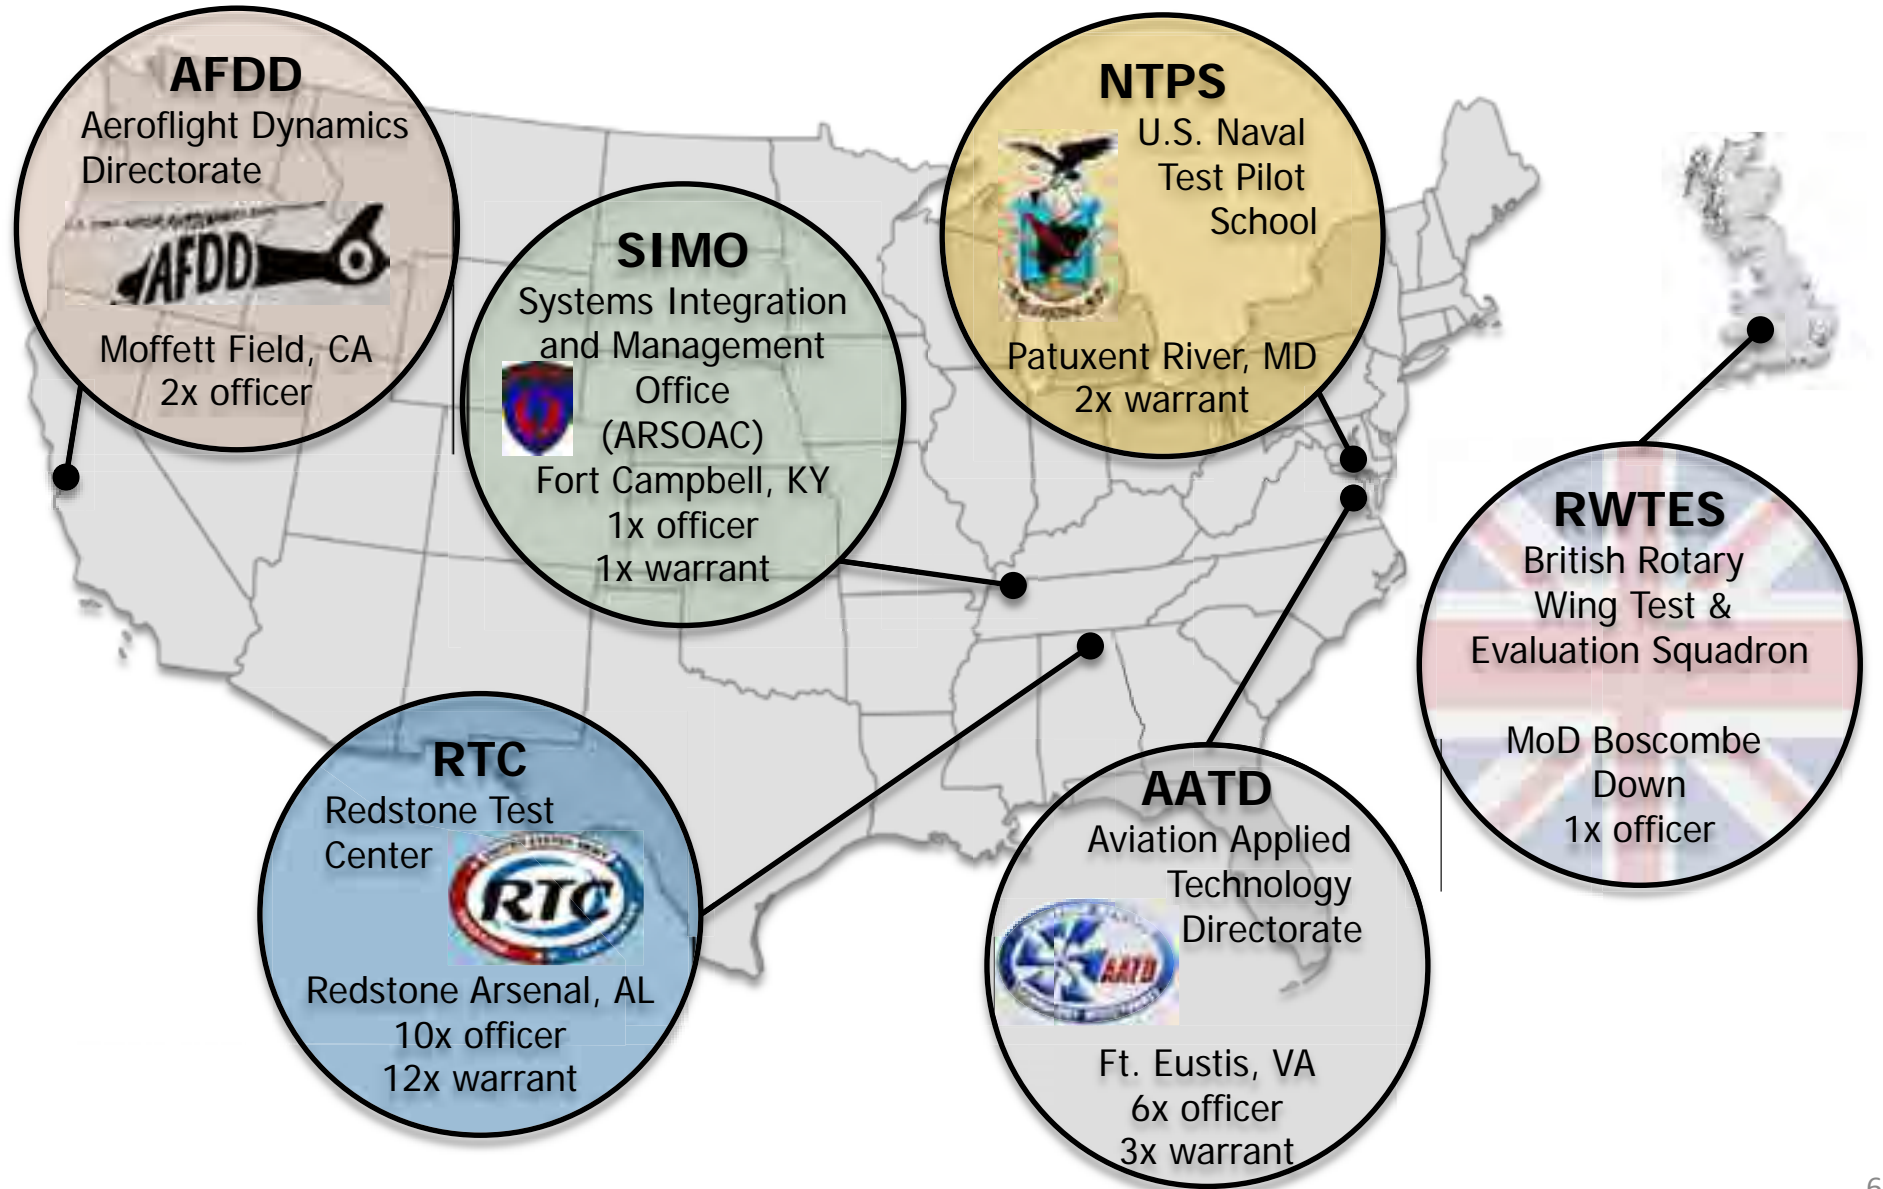 AFDD
Aeroflight Dynamics
Directorate
AFDD
Moffett Field, CA
2x officer
SIMO
Systems Integration
and Management
Office
(ARSOAC)
Fort Campbell, KY
1x officer
1x warrant
NTPS
U.S. Naval
Test Pilot
School
Patuxent River, MD
2x warrant
RWTES
British Rotary
Wing Test &
Evaluation Squadron
MoD Boscombe
Down
1x officer
RTC
Redstone Test
Center
RTC
Redstone Arsenal, AL
10x officer
12x warrant
AATD
Aviation Applied
Technology
Directorate
AATD
Ft. Eustis, VA
6x officer
3x warrant
6